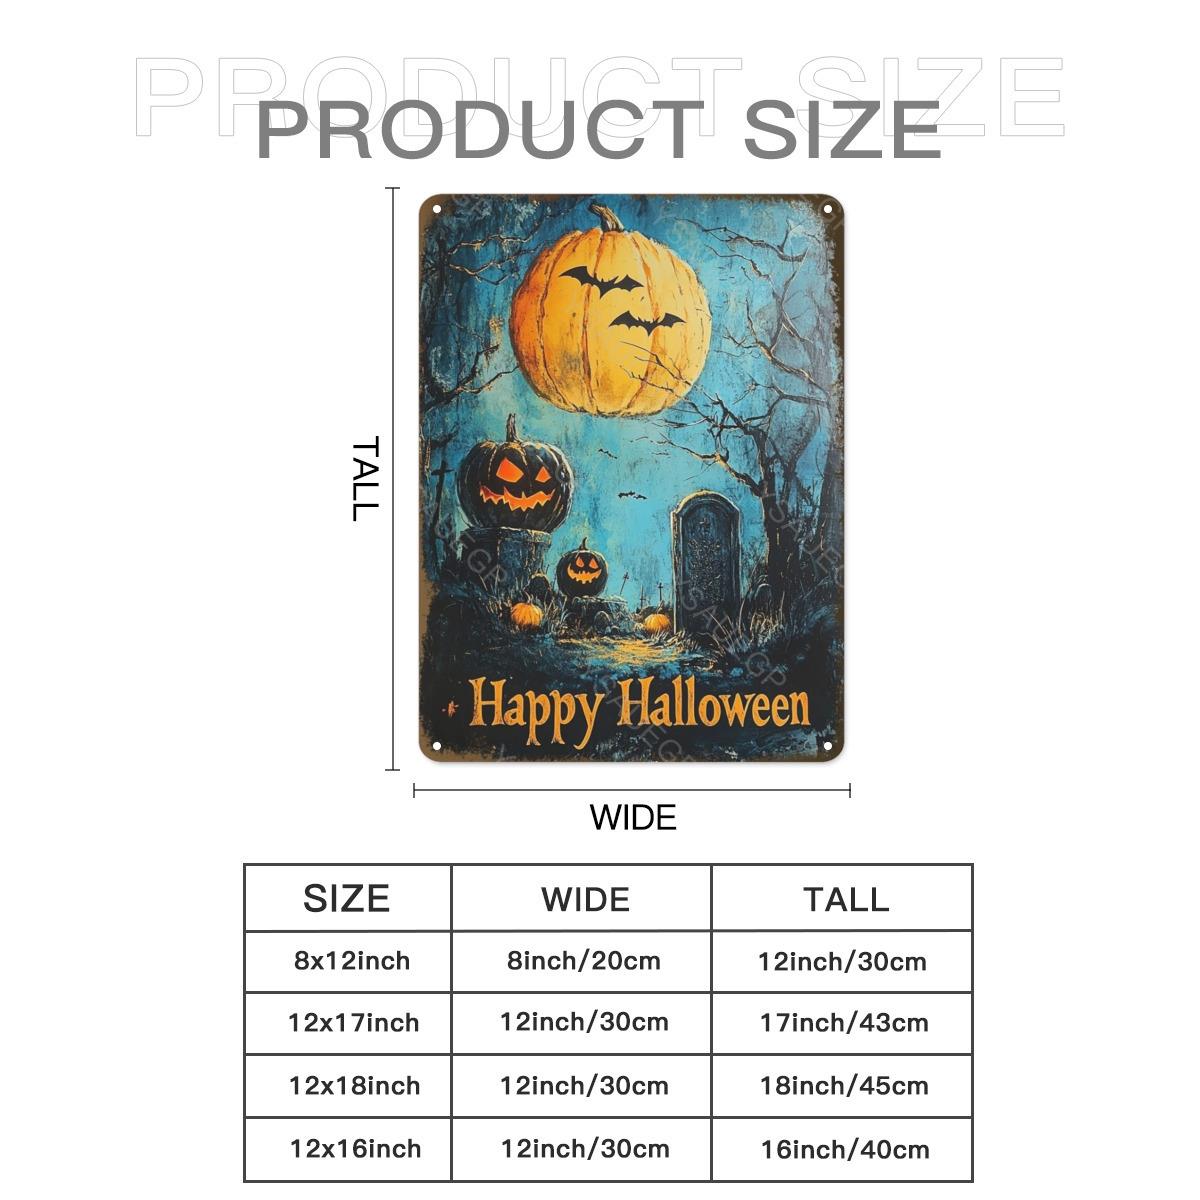 PRODUCT SIZE
PRODUCT SIZE
TALL
Happy Halloween
WIDE
SIZE WIDE TALL
8x12inch 8inch/20cm 12inch/30cm
12x17inch 12inch/30cm 17inch/43cm
12x18inch 12inch/30cm 18inch/45cm
12x16inch 12inch/30cm 16inch/40cm